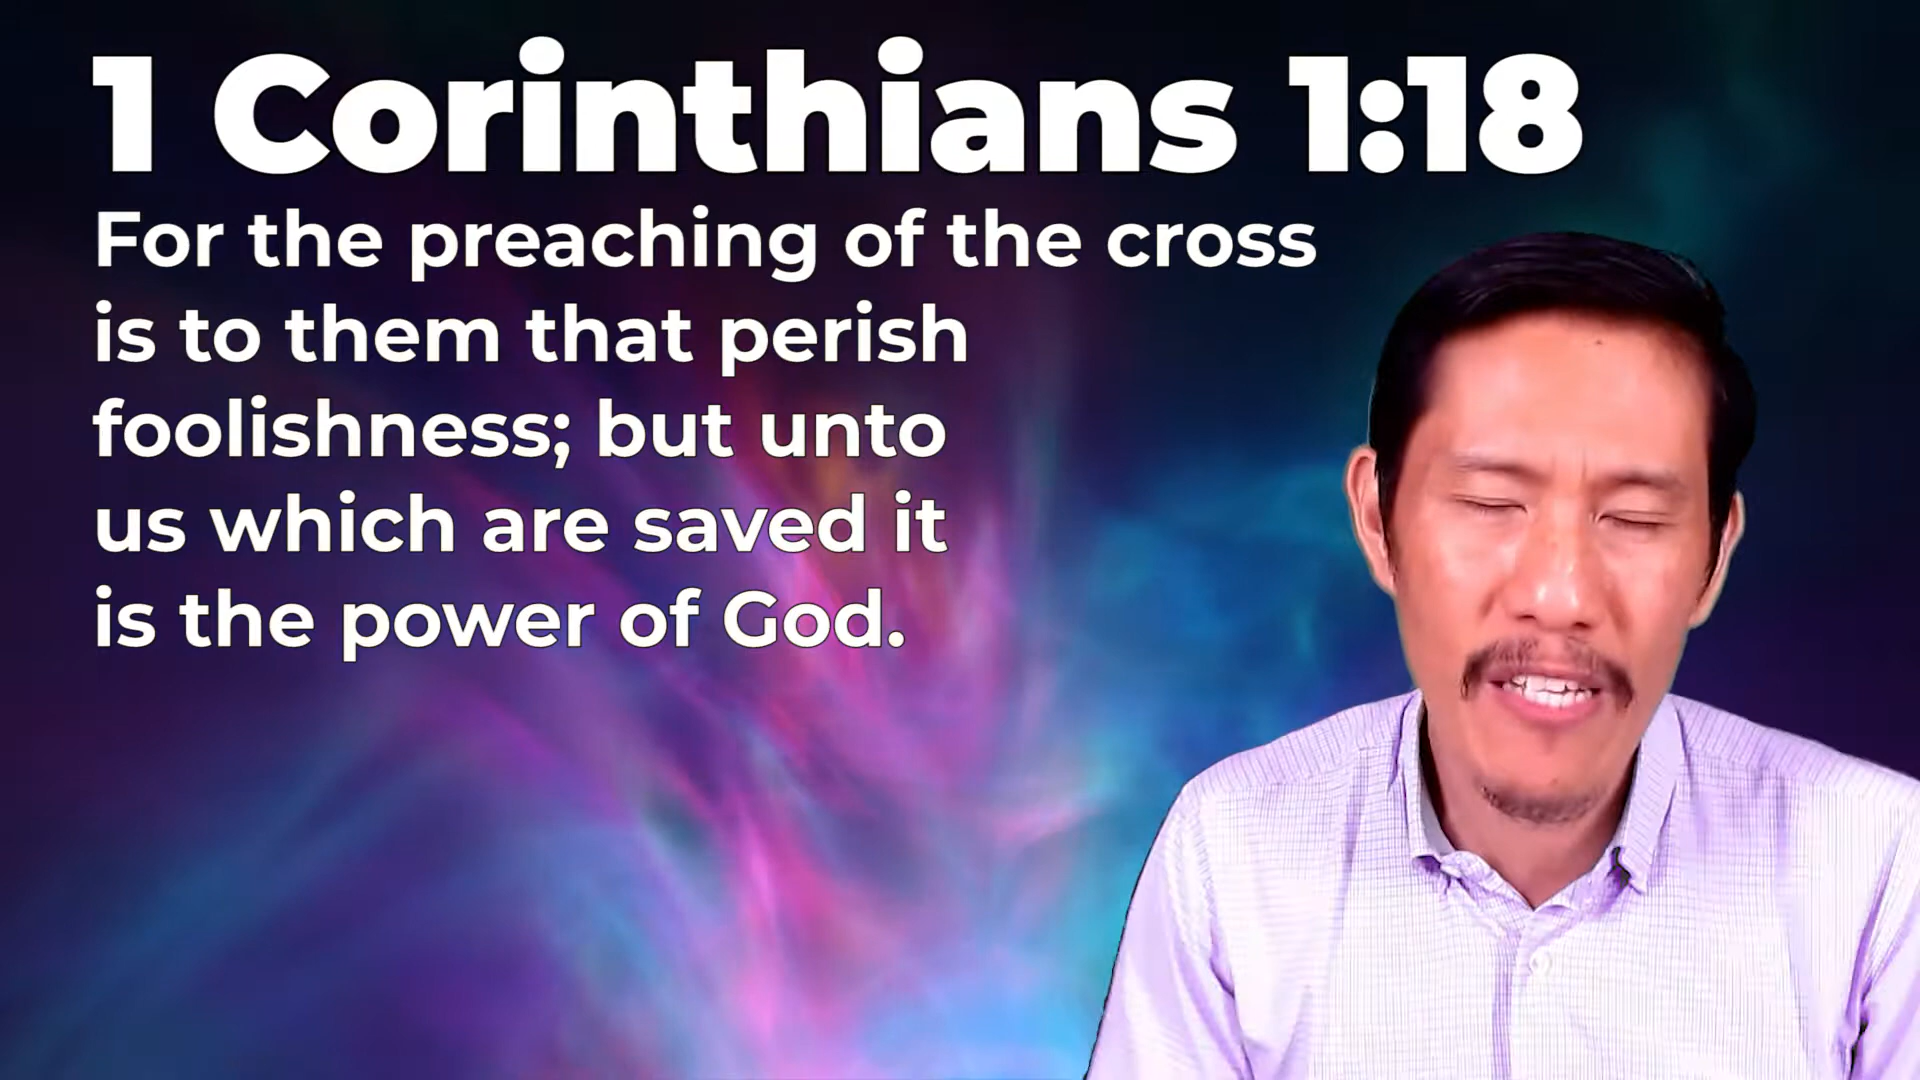 1 Corinthians 1:18
For the preaching of the cross
is to them that perish
foolishness; but unto
us which are saved it
is the power of God.